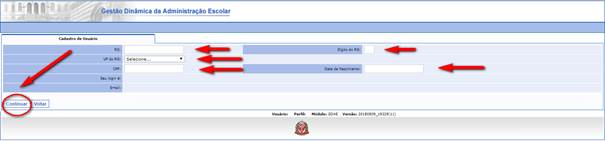 Gestão Dinâmica da Administração Escolar
Cadastro de Usuário
RG: Dígito do RG:
UF do RG: Selecione...
CPF: Data de Nascimento:
Seu login é:
Email:
Continuar Voltar
Usuário: Perfil: Módulo: GDAE Versão: